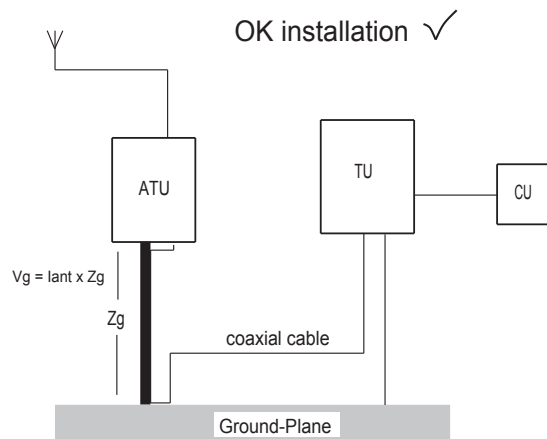 OK installation ✓
ATU
TU
CU
Vg = Iant x Zg
Zg
coaxial cable
Ground-Plane